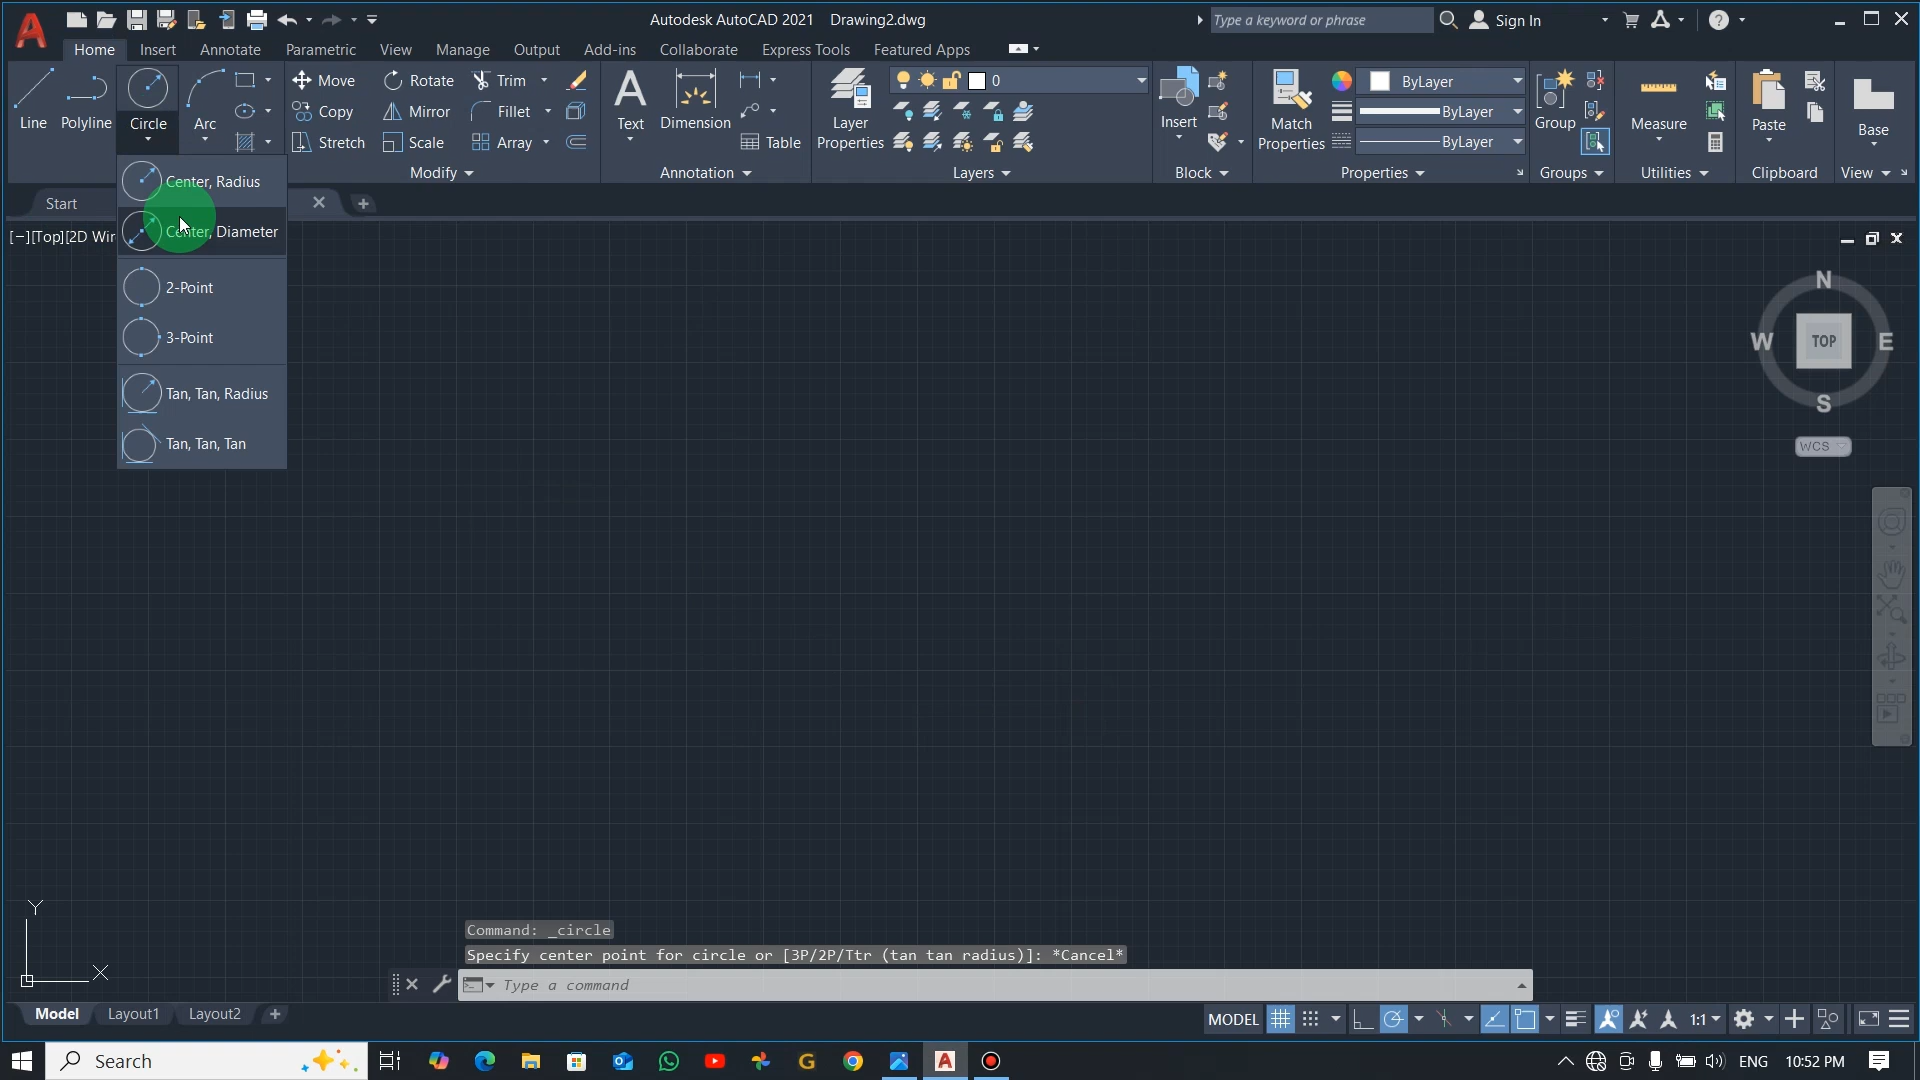 Autodesk AutoCAD 2021 Drawing2.dwg
Type a keyword or phrase
Sign In
Home Insert Annotate Parametric View Manage Output Add-ins Collaborate Express Tools Featured Apps
Line Polyline Circle Arc
Move Rotate Trim
Copy Mirror Fillet
Stretch Scale Array
Modify
Text Dimension
Table
Annotation
Layer
Properties
0
Layers
Insert
Block
Match
Properties
ByLayer
ByLayer
ByLayer
Properties
Group
Groups
Measure
Utilities
Paste
Clipboard
Base
View
Center, Radius
Center, Diameter
2-Point
3-Point
Tan, Tan, Radius
Tan, Tan, Tan
Start
[−][Top][2D Wir
N
W TOP E
S
WCS
Y
X
Command: _circle
Specify center point for circle or [3P/2P/Ttr (tan tan radius)]: *Cancel*
Type a command
Model Layout1 Layout2
MODEL 1:1
Search
ENG 10:52 PM